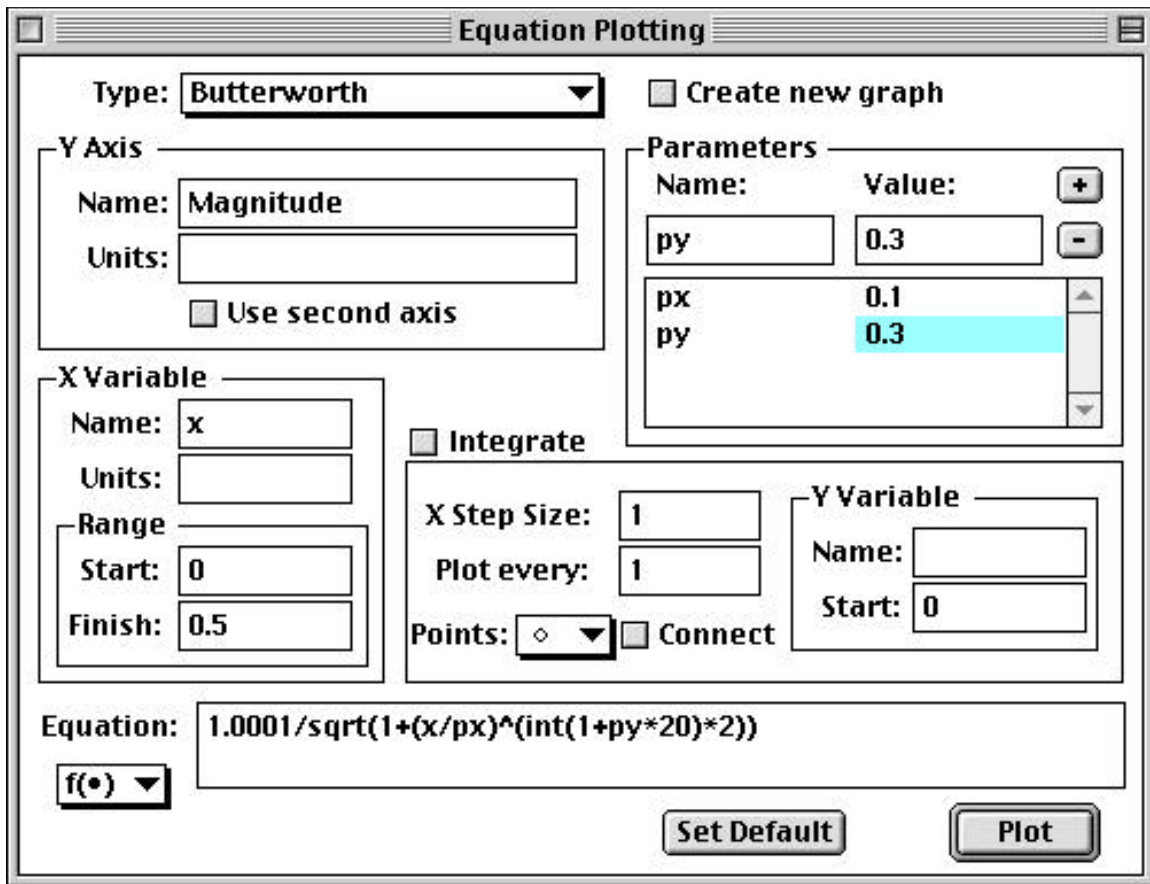 Equation Plotting
Type: Butterworth
Create new graph
Y Axis
Name: Magnitude
Units:
Use second axis
Parameters
Name: Value: +
py 0.3 -
px 0.1
py 0.3
X Variable
Name: x
Units:
Range
Start: 0
Finish: 0.5
Integrate
X Step Size: 1
Plot every: 1
Points: Connect
Y Variable
Name:
Start: 0
Equation: 1.0001/sqrt(1+(x/px)^(int(1+py*20)*2))
f(•)
Set Default Plot